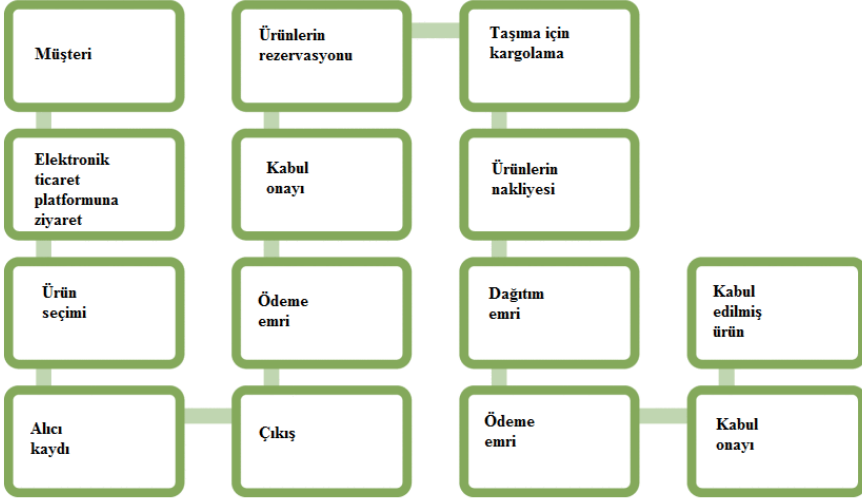 Müşteri
Elektronik
ticaret
platformuna
ziyaret
Ürün
seçimi
Alıcı
kaydı
Çıkış
Ödeme
emri
Kabul
onayı
Ürünlerin
rezervasyonu
Taşıma için
kargolama
Ürünlerin
nakliyesi
Dağıtım
emri
Ödeme
emri
Kabul
onayı
Kabul
edilmiş
ürün